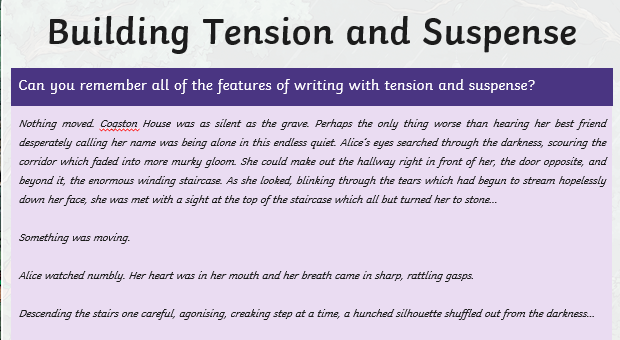 Building Tension and Suspense
Can you remember all of the features of writing with tension and suspense?
Nothing moved. Coaston House was as silent as the grave. Perhaps the only thing worse than hearing her best friend
desperately calling her name was being alone in this endless quiet. Alice's eyes searched through the darkness, scouring the
corridor which faded into more murky gloom. She could make out the hallway right in front of her, the door opposite, and
beyond it, the enormous winding staircase. As she looked, blinking through the tears which had begun to stream hopelessly
down her face, she was met with a sight at the top of the staircase which all but turned her to stone...
Something was moving.
Alice watched numbly. Her heart was in her mouth and her breath came in sharp, rattling gasps.
Descending the stairs one careful, agonising, creaking step at a time, a hunched silhouette shuffled out from the darkness...